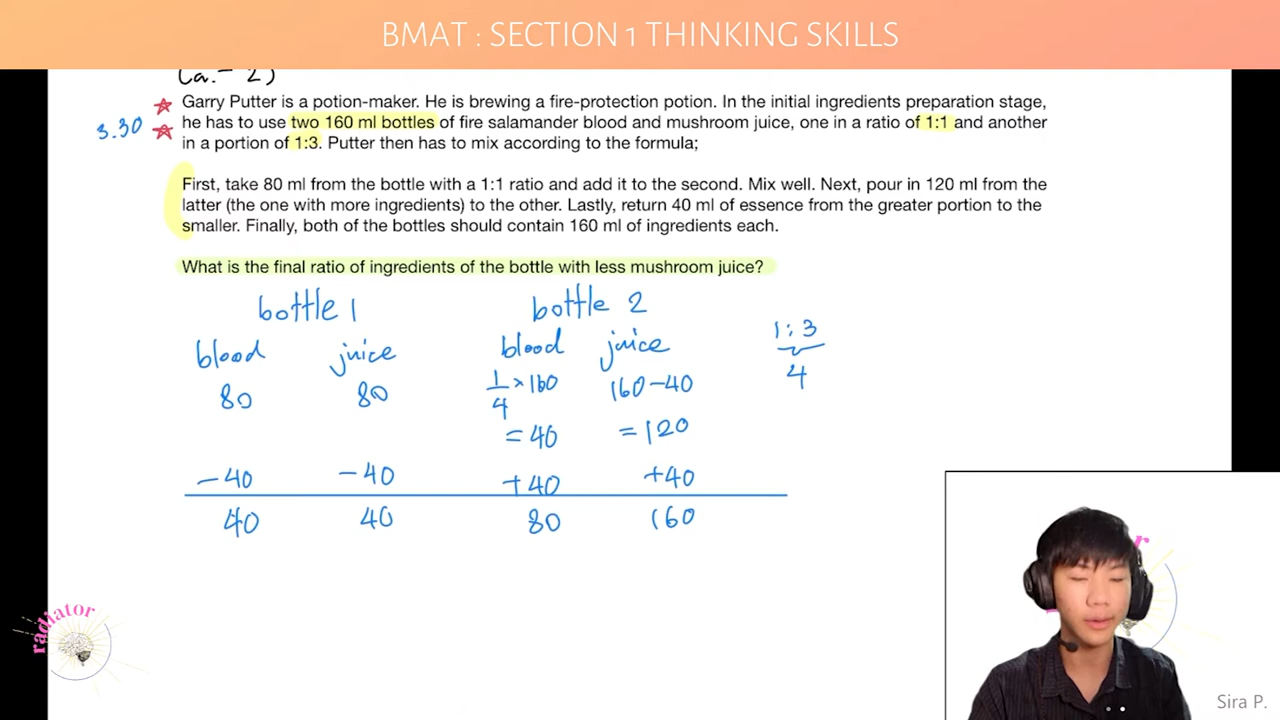 BMAT : SECTION 1 THINKING SKILLS
Garry Putter is a potion-maker. He is brewing a fire-protection potion. In the initial ingredients preparation stage,
3.30 he has to use two 160 ml bottles of fire salamander blood and mushroom juice, one in a ratio of 1:1 and another
in a portion of 1:3. Putter then has to mix according to the formula;
First, take 80 ml from the bottle with a 1:1 ratio and add it to the second. Mix well. Next, pour in 120 ml from the
latter (the one with more ingredients) to the other. Lastly, return 40 ml of essence from the greater portion to the
smaller. Finally, both of the bottles should contain 160 ml of ingredients each.
What is the final ratio of ingredients of the bottle with less mushroom juice?
bottle 1 bottle 2
blood juice blood juice 1:3
80 80 1/4 × 160 160-40 4
= 40 = 120
-40 -40 +40 +40
40 40 80 160
radiator
Sira P.